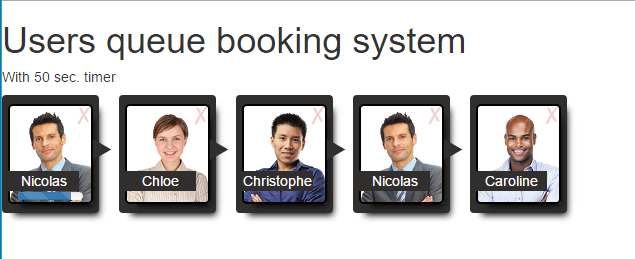 Users queue booking system
With 50 sec. timer
X X X X X
Nicolas Chloe Christophe Nicolas Caroline